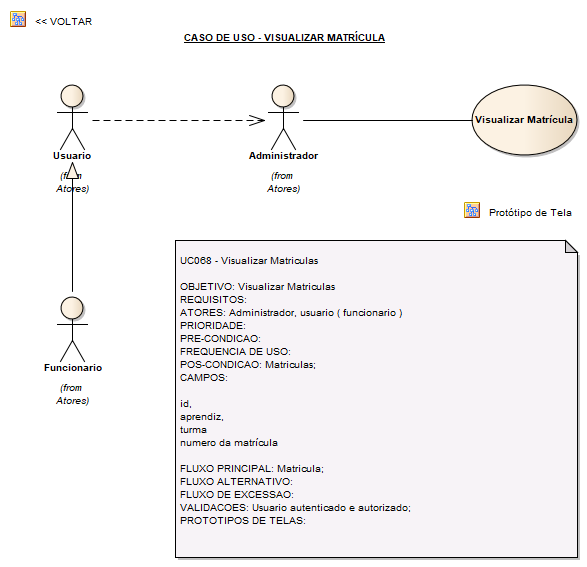 << VOLTAR
CASO DE USO - VISUALIZAR MATRÍCULA
Usuario
(from
Atores)
Administrador
(from
Atores)
Visualizar Matrícula
Protótipo de Tela
Funcionario
(from
Atores)
UC068 - Visualizar Matriculas
OBJETIVO: Visualizar Matriculas
REQUISITOS:
ATORES: Administrador, usuario ( funcionario )
PRIORIDADE:
PRE-CONDICAO:
FREQUENCIA DE USO:
POS-CONDICAO: Matriculas;
CAMPOS:
id,
aprendiz,
turma
numero da matrícula
FLUXO PRINCIPAL: Matricula;
FLUXO ALTERNATIVO:
FLUXO DE EXCESSAO:
VALIDACOES: Usuario autenticado e autorizado;
PROTOTIPOS DE TELAS: